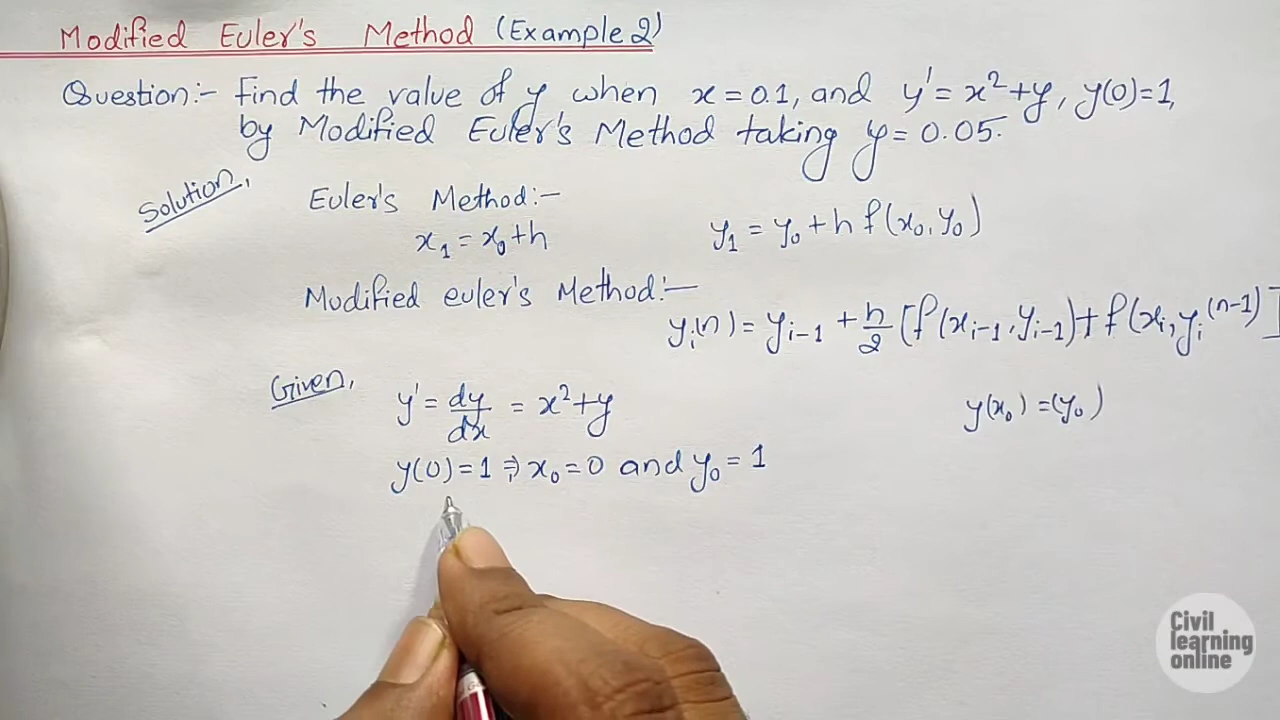 Modified Euler's Method (Example 2)
Question:- Find the value of y when x = 0.1, and y' = x² + y, y(0)=1,
by Modified Euler's Method taking y = 0.05.
Solution,
Euler's Method:-
x₁ = x₀ + h
y₁ = y₀ + h f(x₀, y₀)
Mudified euler's Method:-
yᵢ(n) = yᵢ₋₁ + h/2 [f(xᵢ₋₁, yᵢ₋₁) + f(xᵢ, yᵢ⁽ⁿ⁻¹⁾]
Given,
y' = dy/dx = x² + y
y(x₀) = (y₀)
y(0) = 1 ⇒ x₀ = 0 and y₀ = 1
Civil
learning
online